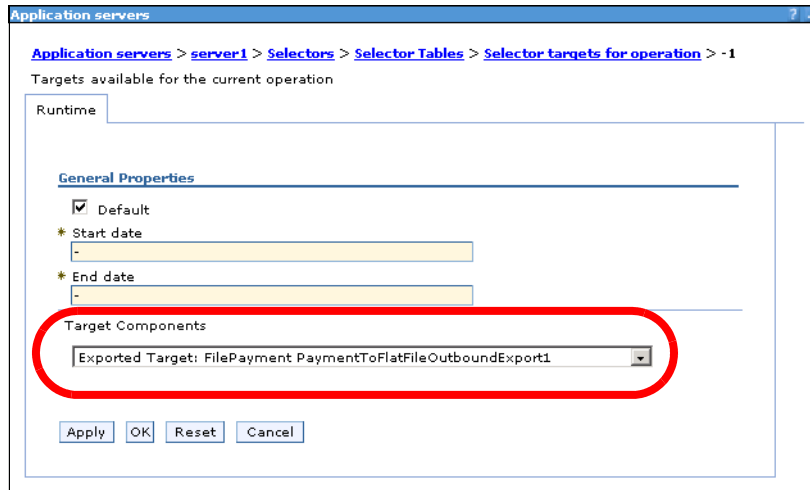 Application servers ?
Application servers > server1 > Selectors > Selector Tables > Selector targets for operation > -1
Targets available for the current operation
Runtime
General Properties
Default
* Start date
-
* End date
-
Target Components
Exported Target: FilePayment PaymentToFlatFileOutboundExport1
Apply OK Reset Cancel